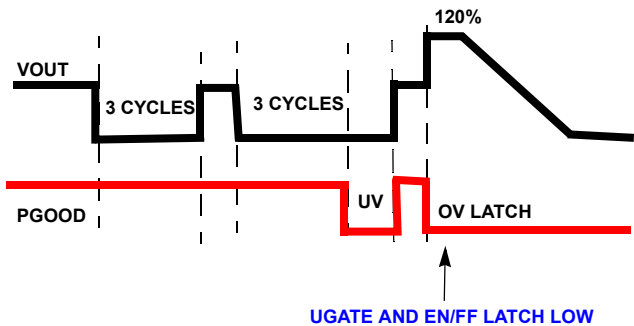 120%
VOUT
3 CYCLES
3 CYCLES
UV
OV LATCH
PGOOD
UGATE AND EN/FF LATCH LOW